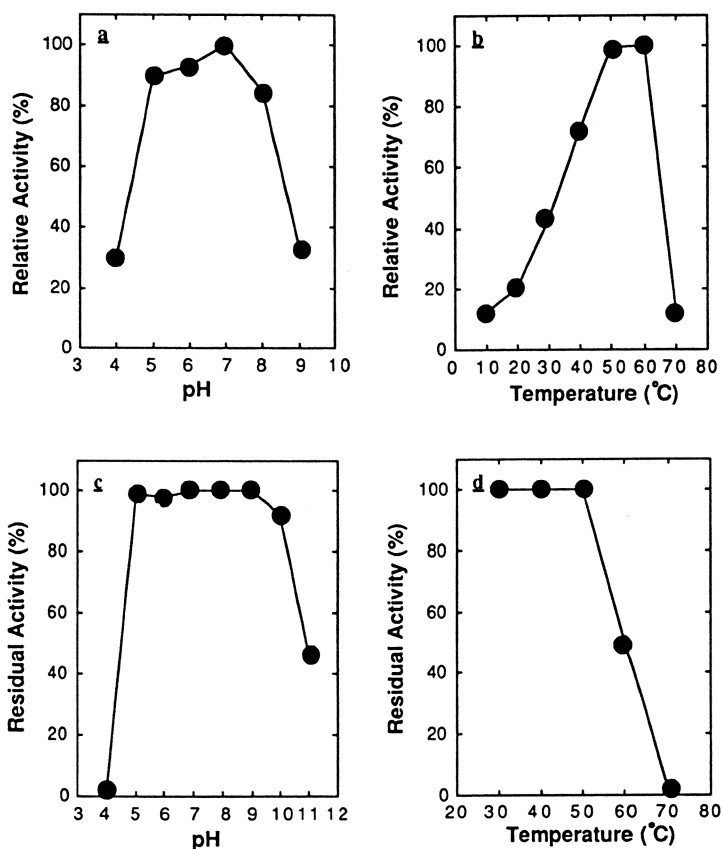 a
Relative Activity (%)
100
80
60
40
20
0
3 4 5 6 7 8 9 10
pH
b
Relative Activity (%)
100
80
60
40
20
0
0 10 20 30 40 50 60 70 80
Temperature (°C)
c
Residual Activity (%)
100
80
60
40
20
0
3 4 5 6 7 8 9 10 11 12
pH
d
Residual Activity (%)
100
80
60
40
20
0
20 30 40 50 60 70 80
Temperature (°C)